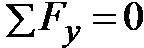 ∑F_y = 0